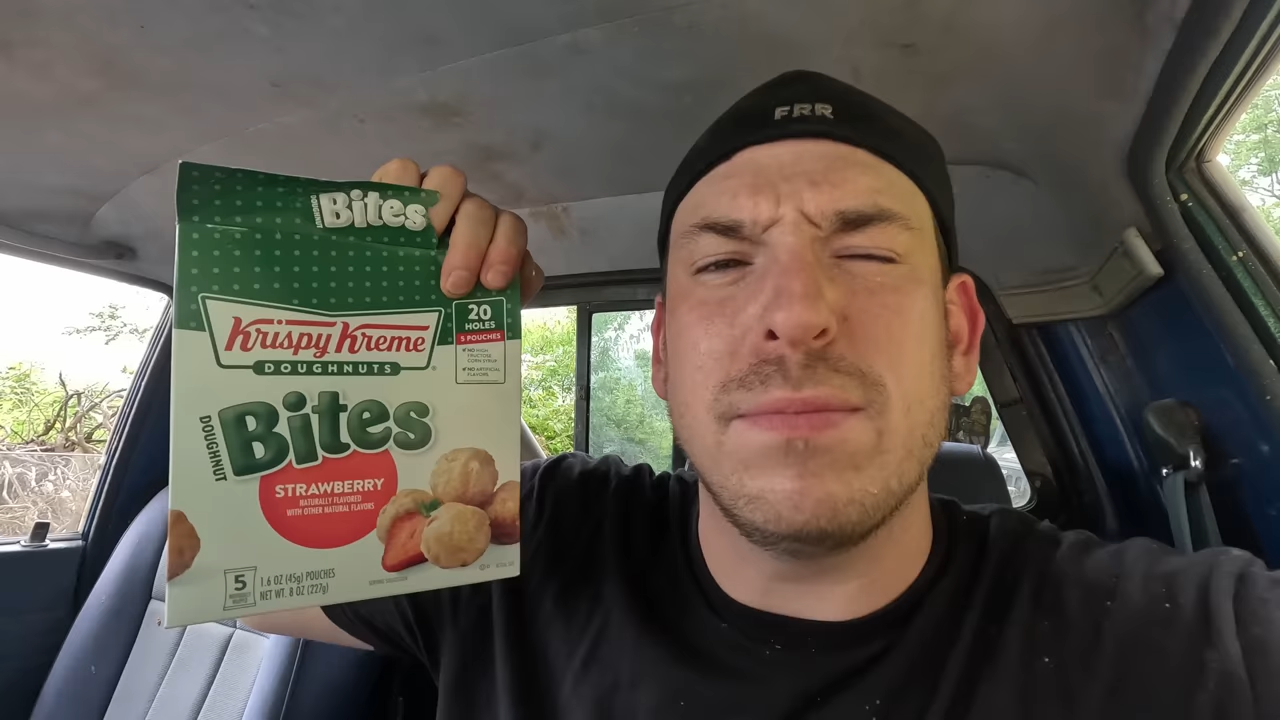 FRR
DOUGHNUT
Bites
Krispy Kreme
DOUGHNUTS
20
HOLES
5 POUCHES
NO HIGH
FRUCTOSE
CORN SYRUP
NO ARTIFICIAL
FLAVORS
DOUGHNUT
Bites
STRAWBERRY
NATURALLY FLAVORED
WITH OTHER NATURAL FLAVORS
5
1.6 OZ (45g) POUCHES
NET WT. 8 OZ (227g)
SERVING SUGGESTION